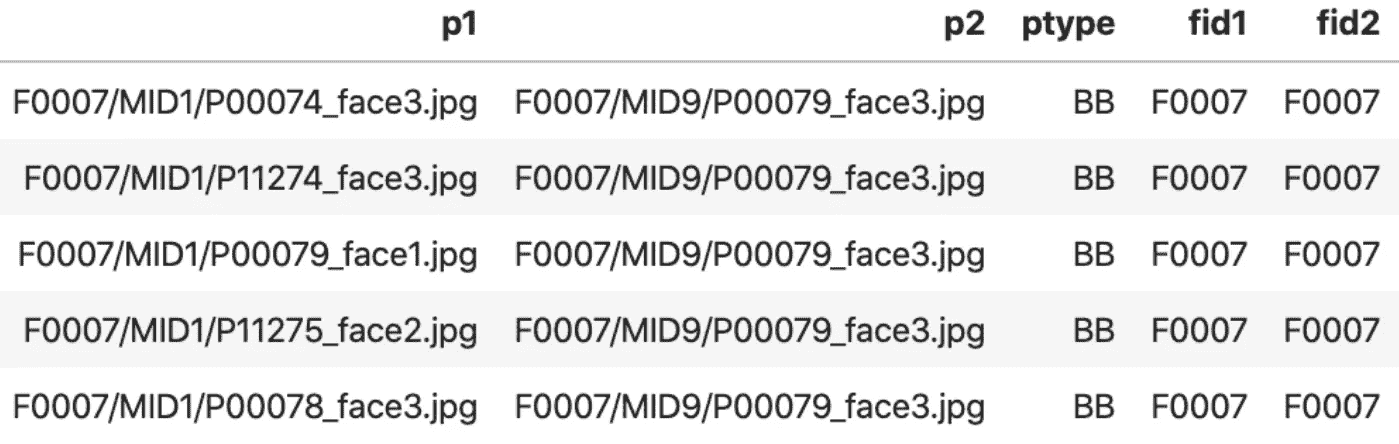 p1 p2 ptype fid1 fid2
F0007/MID1/P00074_face3.jpg F0007/MID9/P00079_face3.jpg BB F0007 F0007
F0007/MID1/P11274_face3.jpg F0007/MID9/P00079_face3.jpg BB F0007 F0007
F0007/MID1/P00079_face1.jpg F0007/MID9/P00079_face3.jpg BB F0007 F0007
F0007/MID1/P11275_face2.jpg F0007/MID9/P00079_face3.jpg BB F0007 F0007
F0007/MID1/P00078_face3.jpg F0007/MID9/P00079_face3.jpg BB F0007 F0007